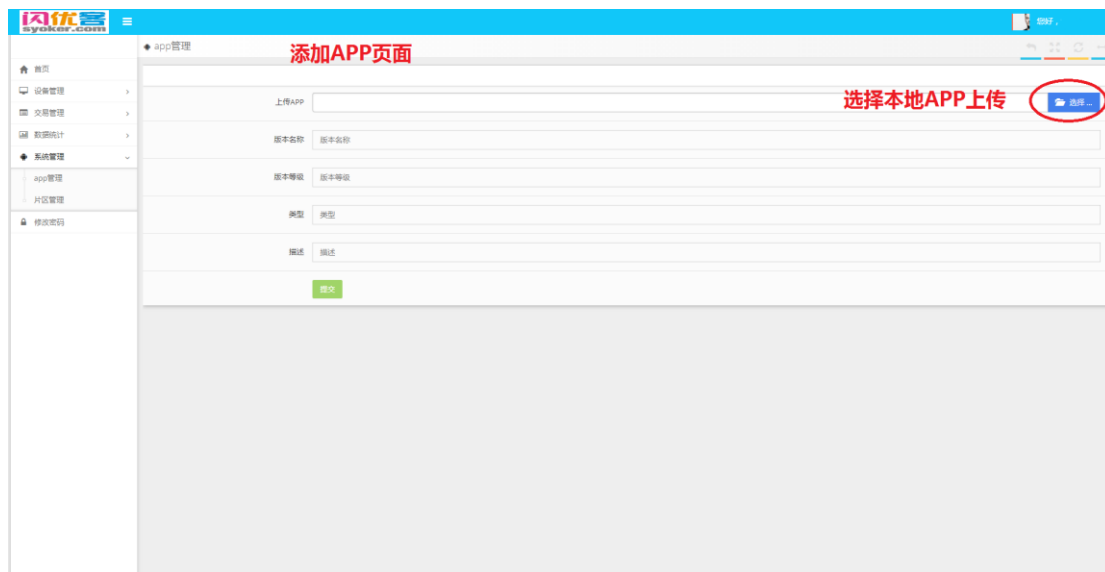 闪优客
syoker.com
您好，
app管理
添加APP页面
首页
设备管理
交易管理
数据统计
系统管理
app管理
片区管理
修改密码
上传APP
选择本地APP上传
选择 ...
版本名称 版本名称
版本等级 版本等级
类型 类型
描述 描述
提交